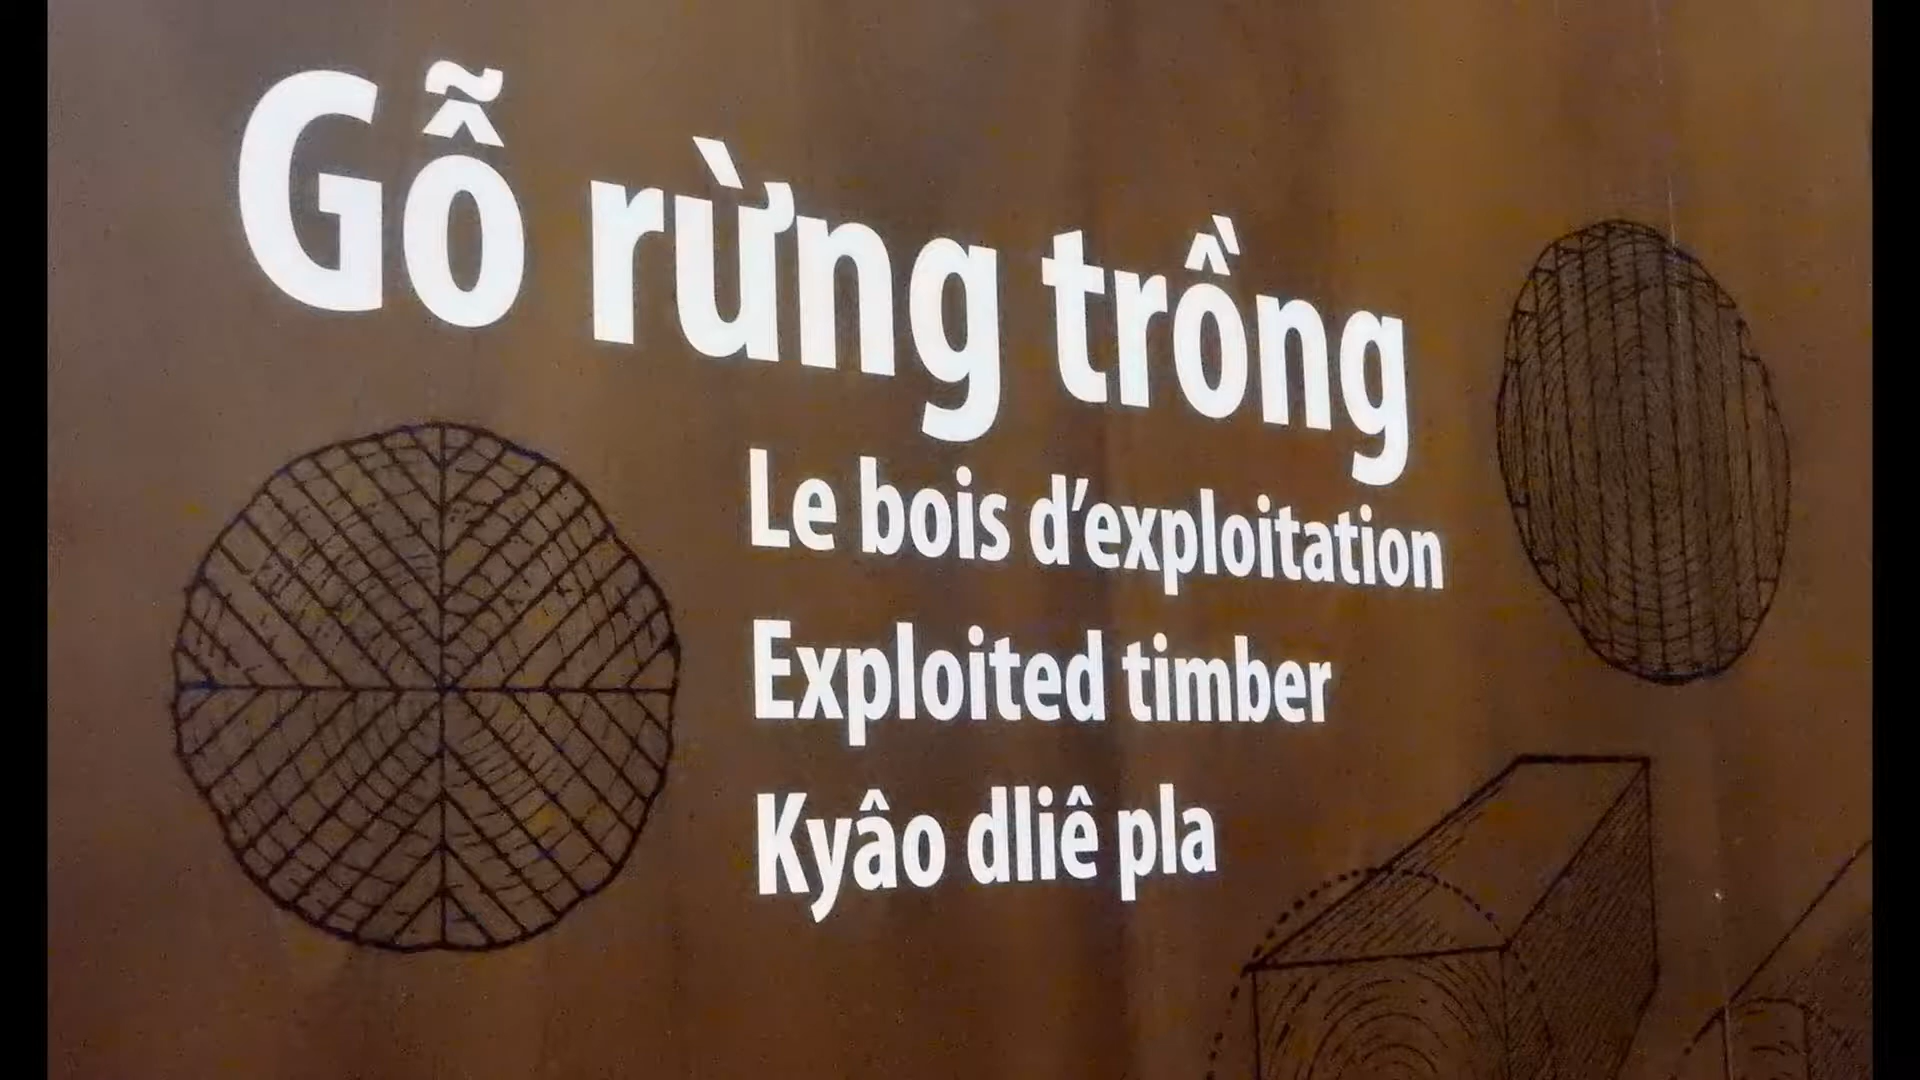 Gỗ rừng trồng
Le bois d’exploitation
Exploited timber
Kyâo dliê pla